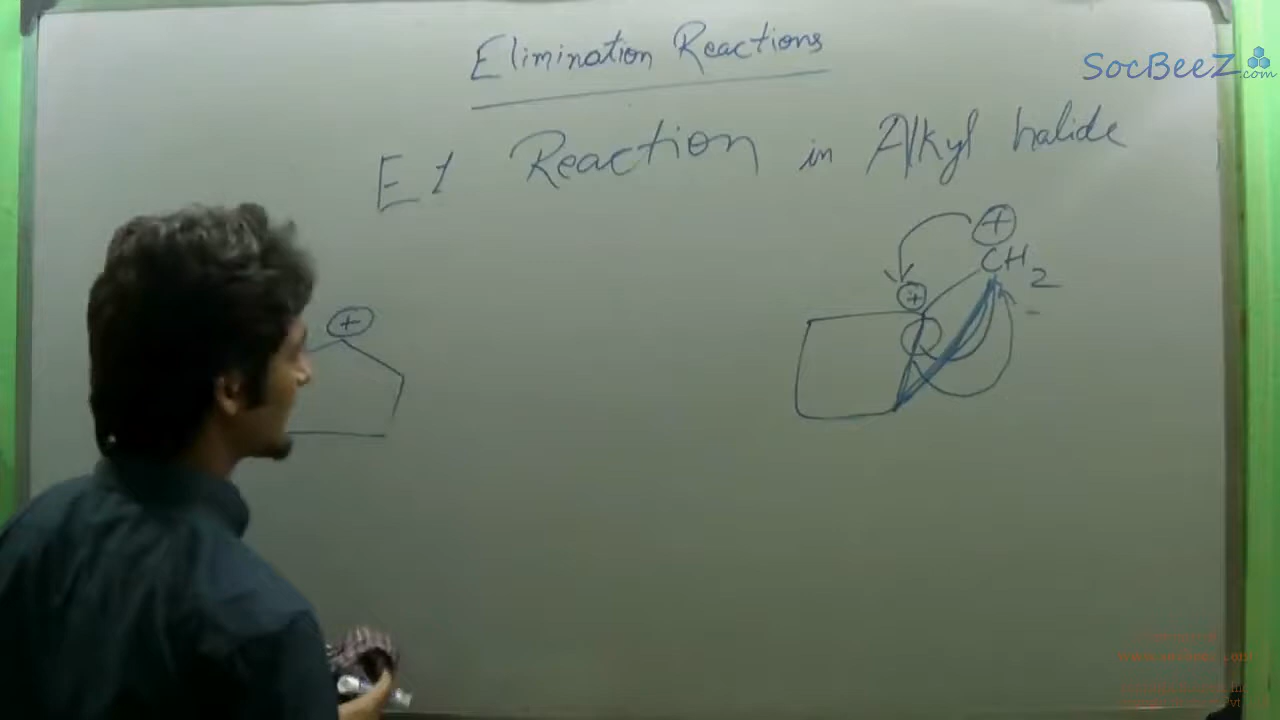 Elimination Reactions
SocBeeZ.com
E1 Reaction in Alkyl halide
+
CH2
+
+